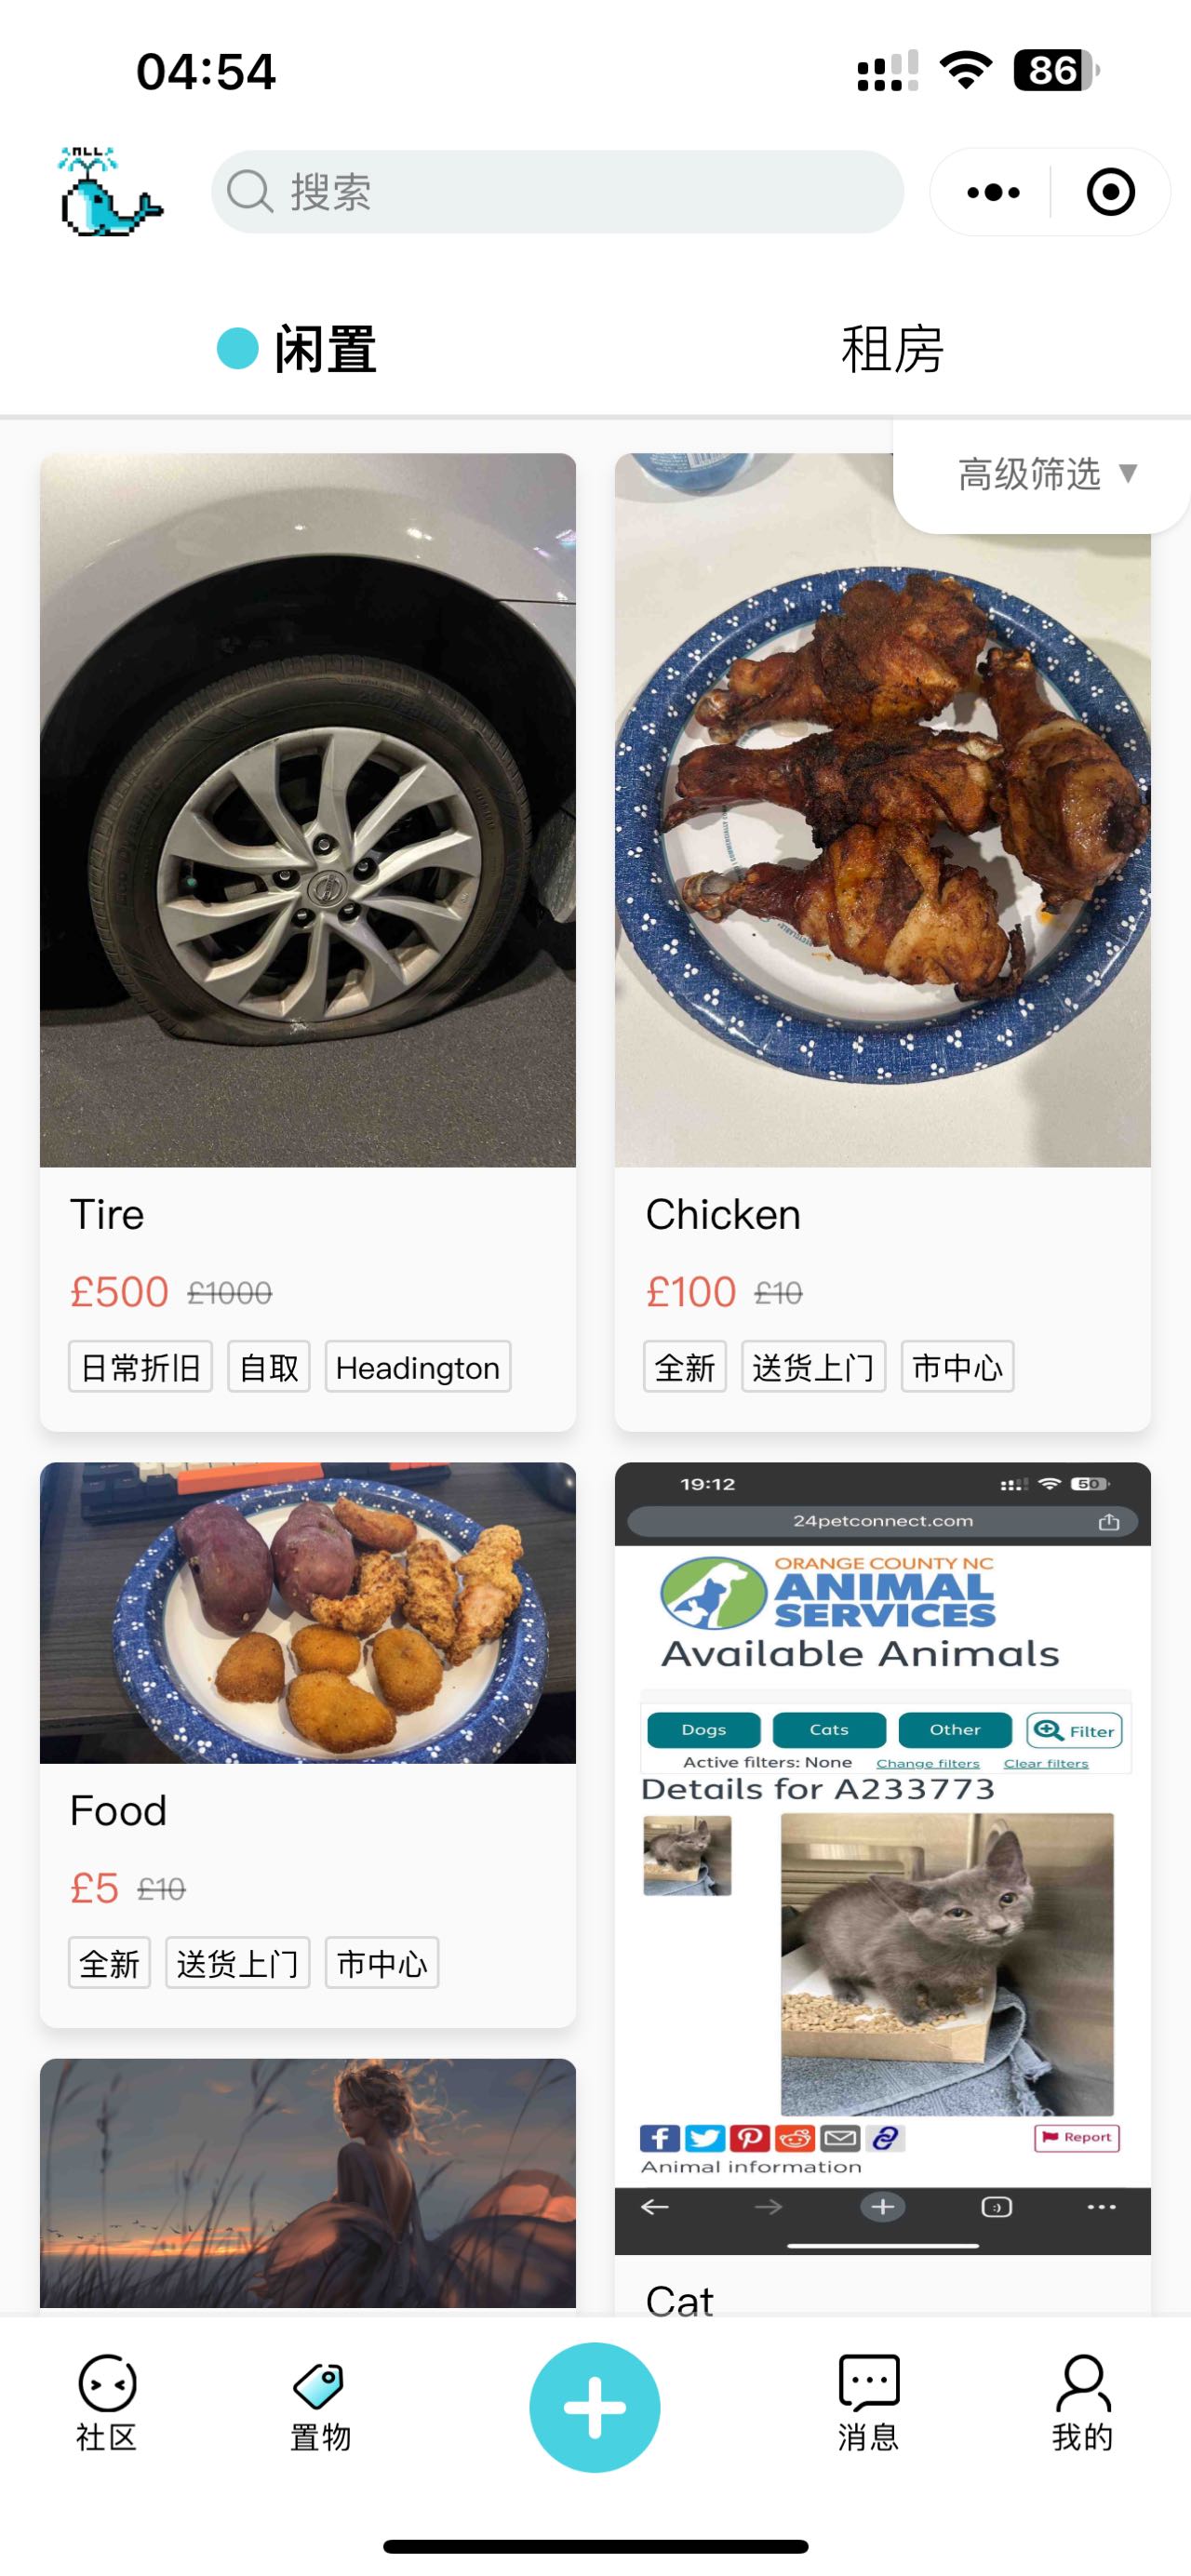 04:54
86
ALL
搜索
闲置
租房
高级筛选 ▼
Tire
£500 £1000
日常折旧 自取 Headington
Chicken
£100 £10
全新 送货上门 市中心
Food
£5 £10
全新 送货上门 市中心
19:12
50
24petconnect.com
ORANGE COUNTY NC
ANIMAL
SERVICES
Available Animals
Dogs Cats Other Filter
Active filters: None Change filters Clear filters
Details for A233773
Report
Animal information
Cat
社区
置物
消息
我的